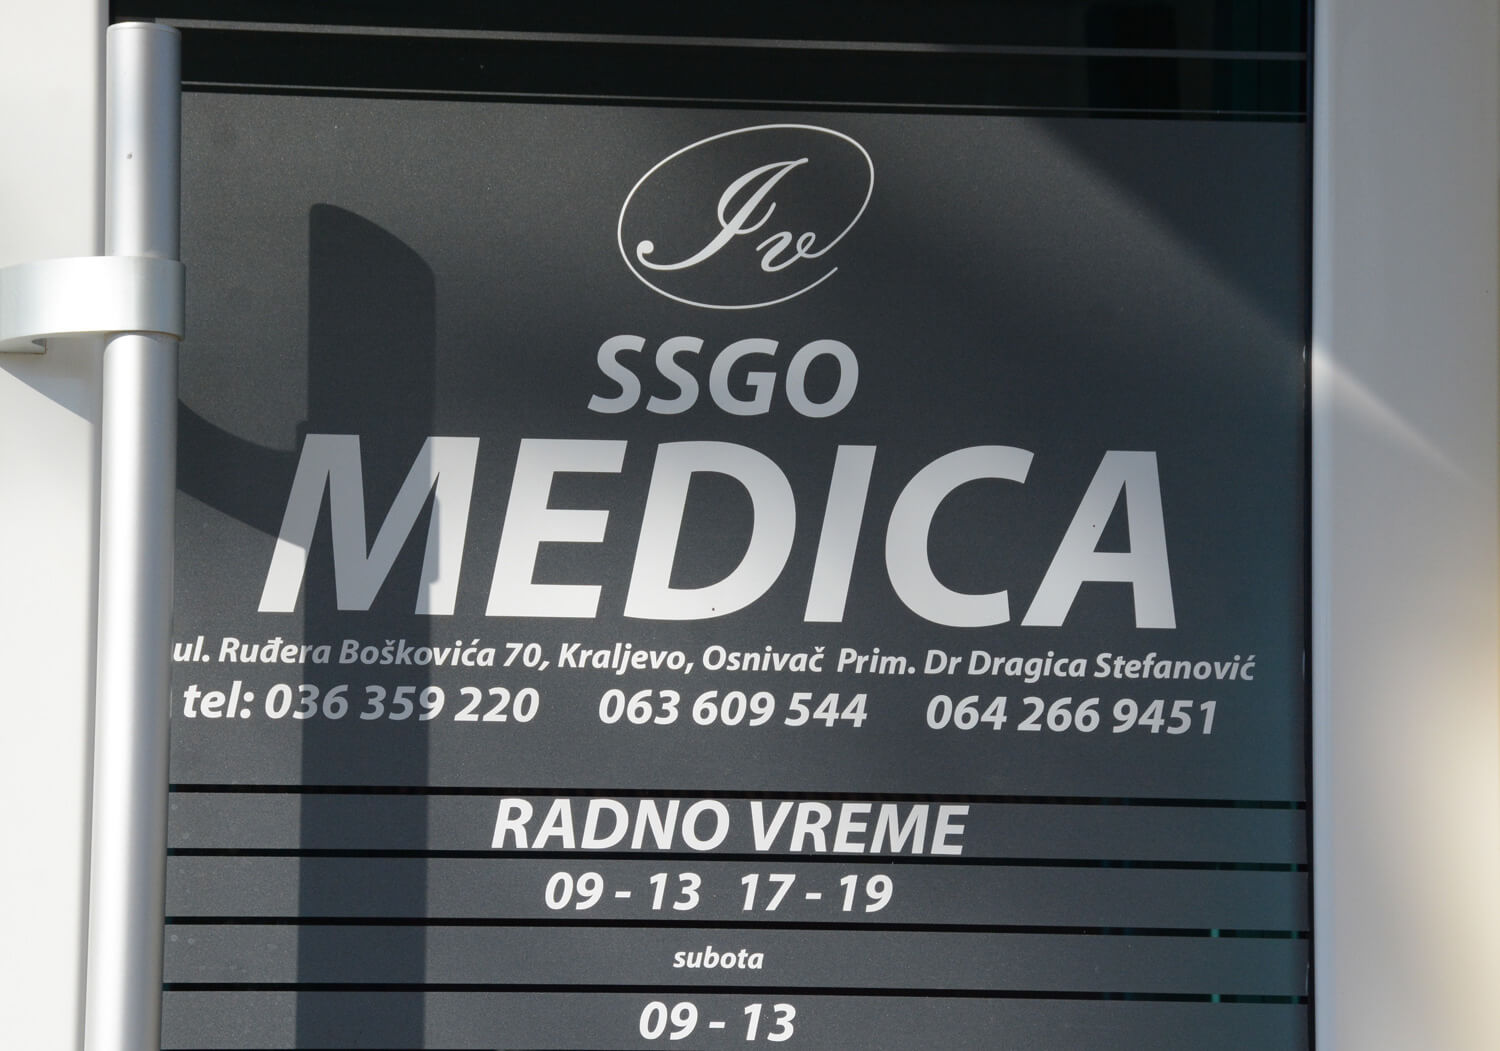 Jv
SSGO
MEDICA
ul. Ruđera Boškovića 70, Kraljevo, Osnivač Prim. Dr Dragica Stefanović
tel: 036 359 220 063 609 544 064 266 9451
RADNO VREME
09 - 13 17 - 19
subota
09 - 13